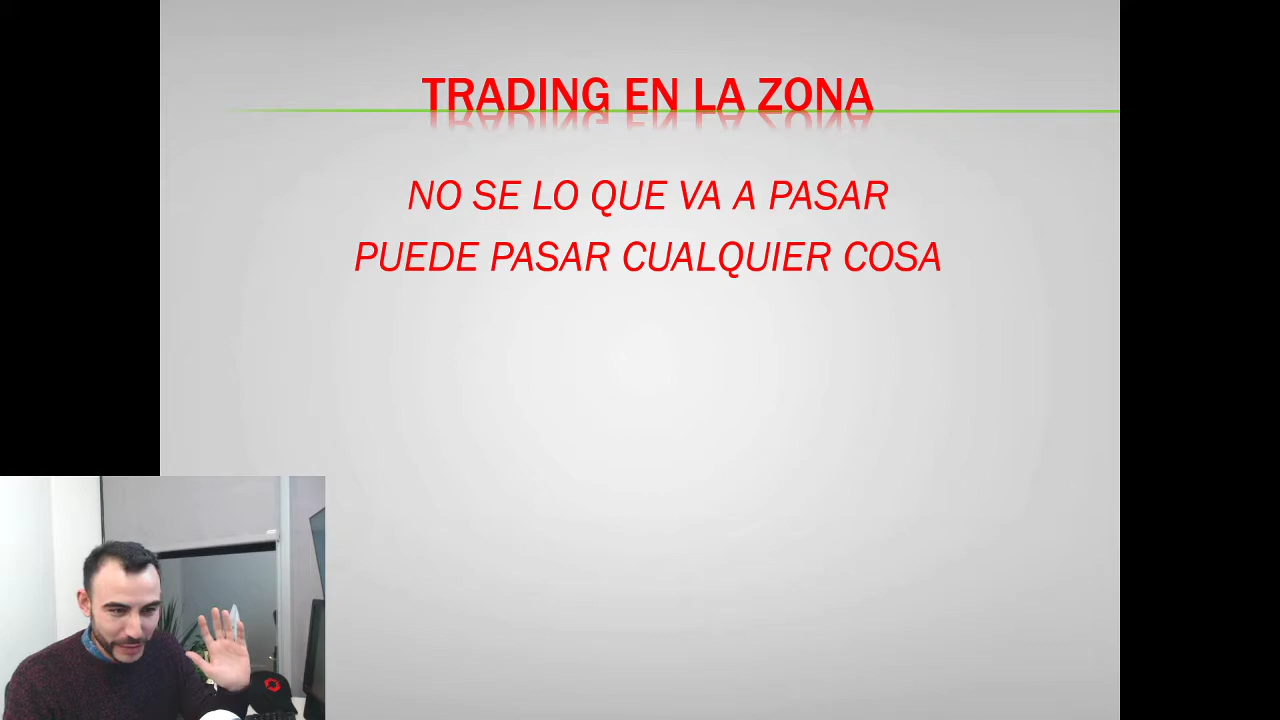 TRADING EN LA ZONA
NO SE LO QUE VA A PASAR
PUEDE PASAR CUALQUIER COSA